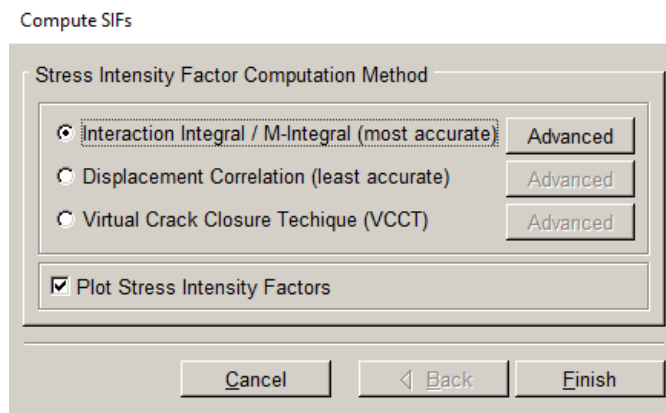 Compute SIFs
Stress Intensity Factor Computation Method
Interaction Integral / M-Integral (most accurate) Advanced
Displacement Correlation (least accurate) Advanced
Virtual Crack Closure Techique (VCCT) Advanced
Plot Stress Intensity Factors
Cancel Back Finish